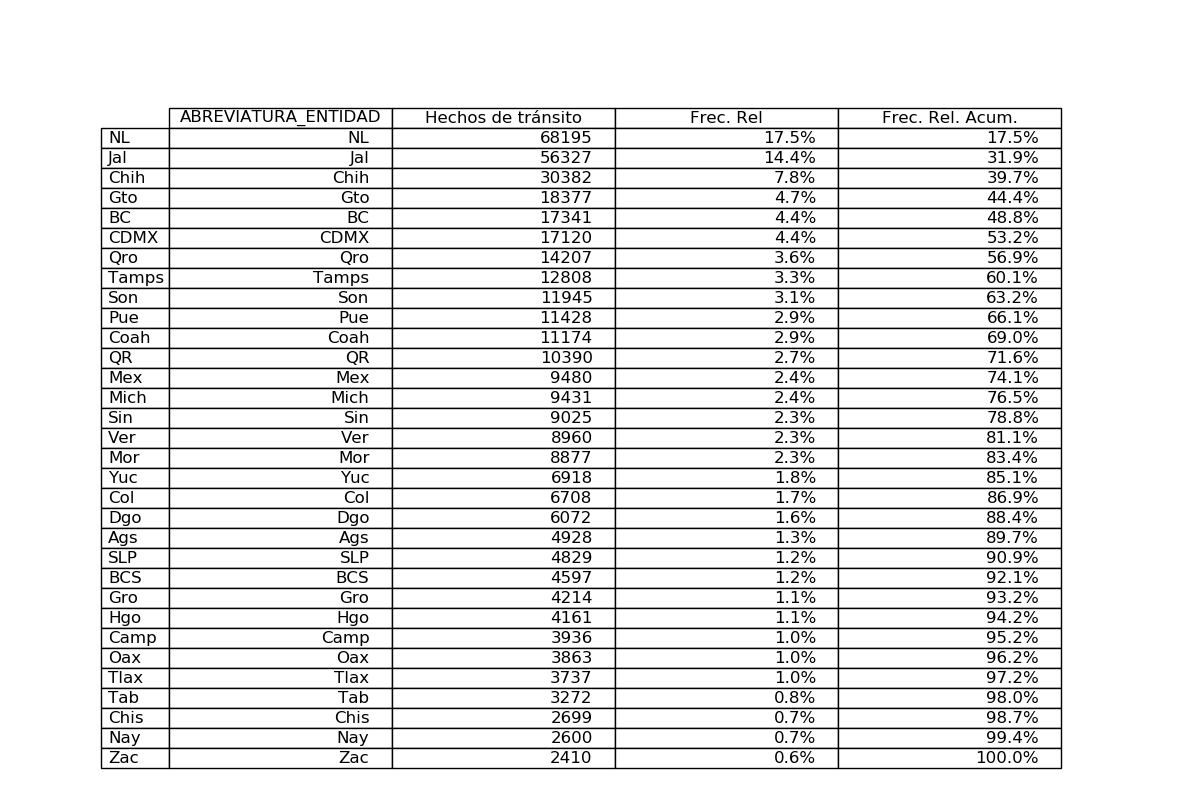 ABREVIATURA_ENTIDAD Hechos de tránsito Frec. Rel Frec. Rel. Acum.
NL NL 68195 17.5% 17.5%
Jal Jal 56327 14.4% 31.9%
Chih Chih 30382 7.8% 39.7%
Gto Gto 18377 4.7% 44.4%
BC BC 17341 4.4% 48.8%
CDMX CDMX 17120 4.4% 53.2%
Qro Qro 14207 3.6% 56.9%
Tamps Tamps 12808 3.3% 60.1%
Son Son 11945 3.1% 63.2%
Pue Pue 11428 2.9% 66.1%
Coah Coah 11174 2.9% 69.0%
QR QR 10390 2.7% 71.6%
Mex Mex 9480 2.4% 74.1%
Mich Mich 9431 2.4% 76.5%
Sin Sin 9025 2.3% 78.8%
Ver Ver 8960 2.3% 81.1%
Mor Mor 8877 2.3% 83.4%
Yuc Yuc 6918 1.8% 85.1%
Col Col 6708 1.7% 86.9%
Dgo Dgo 6072 1.6% 88.4%
Ags Ags 4928 1.3% 89.7%
SLP SLP 4829 1.2% 90.9%
BCS BCS 4597 1.2% 92.1%
Gro Gro 4214 1.1% 93.2%
Hgo Hgo 4161 1.1% 94.2%
Camp Camp 3936 1.0% 95.2%
Oax Oax 3863 1.0% 96.2%
Tlax Tlax 3737 1.0% 97.2%
Tab Tab 3272 0.8% 98.0%
Chis Chis 2699 0.7% 98.7%
Nay Nay 2600 0.7% 99.4%
Zac Zac 2410 0.6% 100.0%